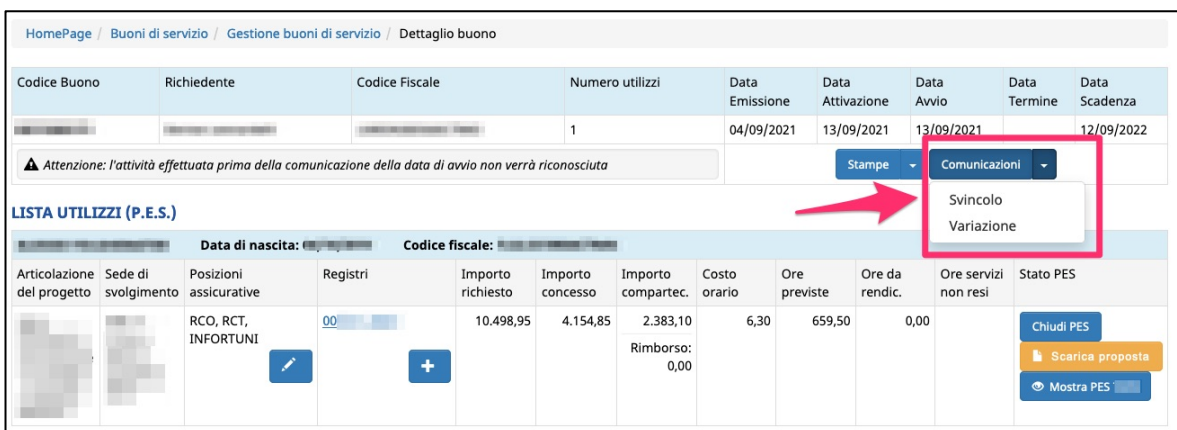 HomePage / Buoni di servizio / Gestione buoni di servizio / Dettaglio buono
Codice Buono Richiedente Codice Fiscale Numero utilizzi Data Emissione Data Attivazione Data Avvio Data Termine Data Scadenza
1 04/09/2021 13/09/2021 13/09/2021 12/09/2022
Attenzione: l'attività effettuata prima della comunicazione della data di avvio non verrà riconosciuta
Stampe Comunicazioni
Svincolo
Variazione
LISTA UTILIZZI (P.E.S.)
Data di nascita: Codice fiscale:
Articolazione del progetto Sede di svolgimento Posizioni assicurative Registri Importo richiesto Importo concesso Importo compartec. Costo orario Ore previste Ore da rendic. Ore servizi non resi Stato PES
RCO, RCT, INFORTUNI 00 10.498,95 4.154,85 2.383,10 6,30 659,50 0,00
Rimborso: 0,00
Chiudi PES
Scarica proposta
Mostra PES